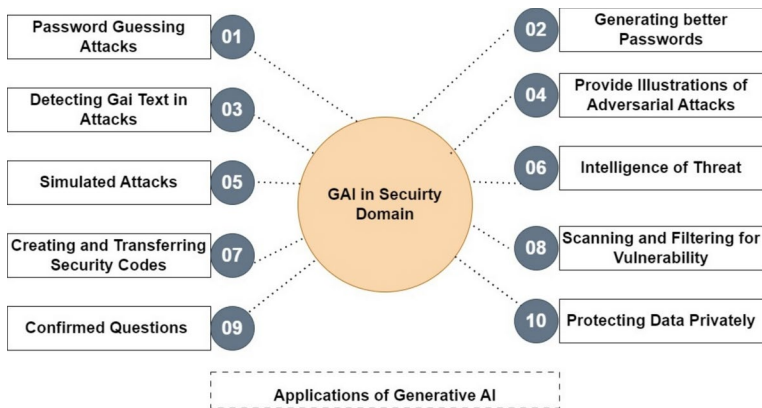 Password Guessing
Attacks
01
02
Generating better
Passwords
Detecting Gai Text in
Attacks
03
04
Provide Illustrations of
Adversarial Attacks
Simulated Attacks
05
06
Intelligence of Threat
GAI in Secuirty
Domain
Creating and Transferring
Security Codes
07
08
Scanning and Filtering for
Vulnerability
Confirmed Questions
09
10
Protecting Data Privately
Applications of Generative AI